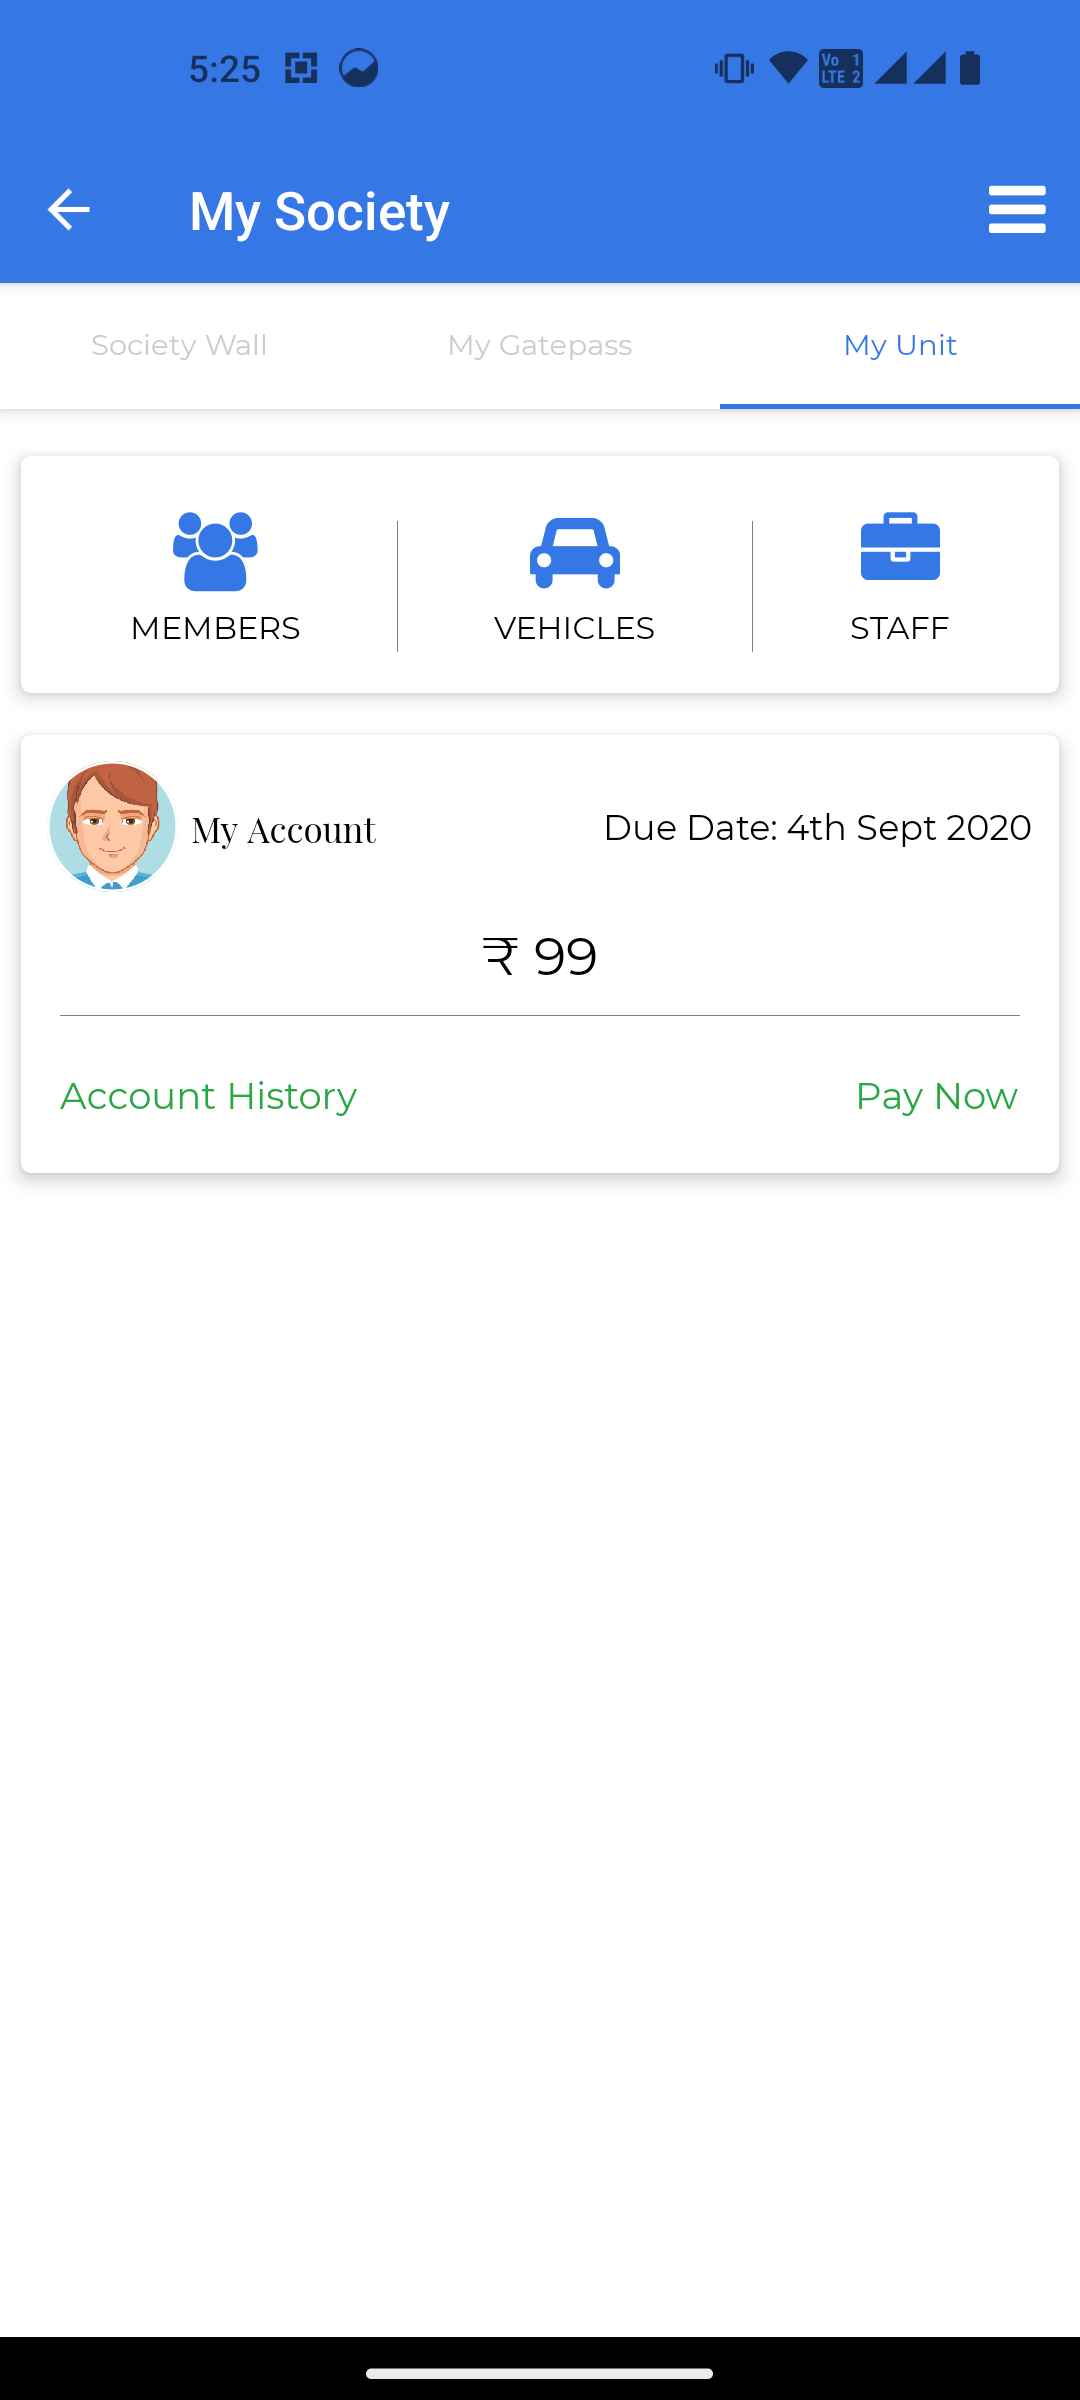 5:25
Vo 1
LTE 2
My Society
Society Wall My Gatepass My Unit
MEMBERS VEHICLES STAFF
My Account Due Date: 4th Sept 2020
₹ 99
Account History Pay Now